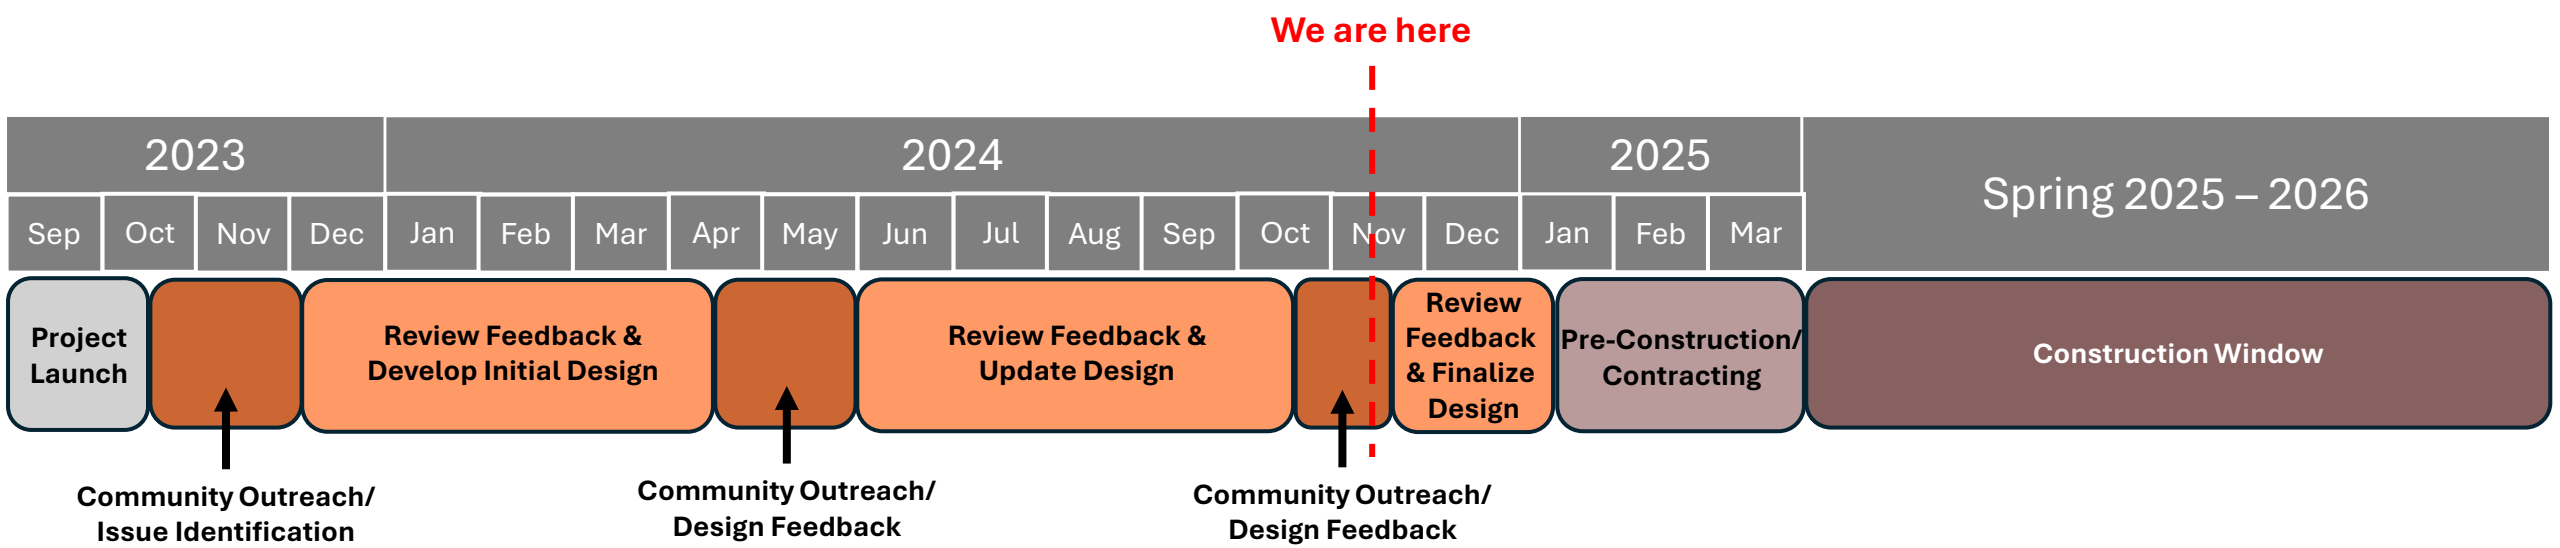 We are here
2023
2024
2025
Spring 2025 – 2026
Sep
Oct
Nov
Dec
Jan
Feb
Mar
Apr
May
Jun
Jul
Aug
Sep
Oct
Nov
Dec
Jan
Feb
Mar
Project
Launch
Review Feedback &
Develop Initial Design
Review Feedback &
Update Design
Review
Feedback
& Finalize
Design
Pre-Construction/
Contracting
Construction Window
Community Outreach/
Issue Identification
Community Outreach/
Design Feedback
Community Outreach/
Design Feedback